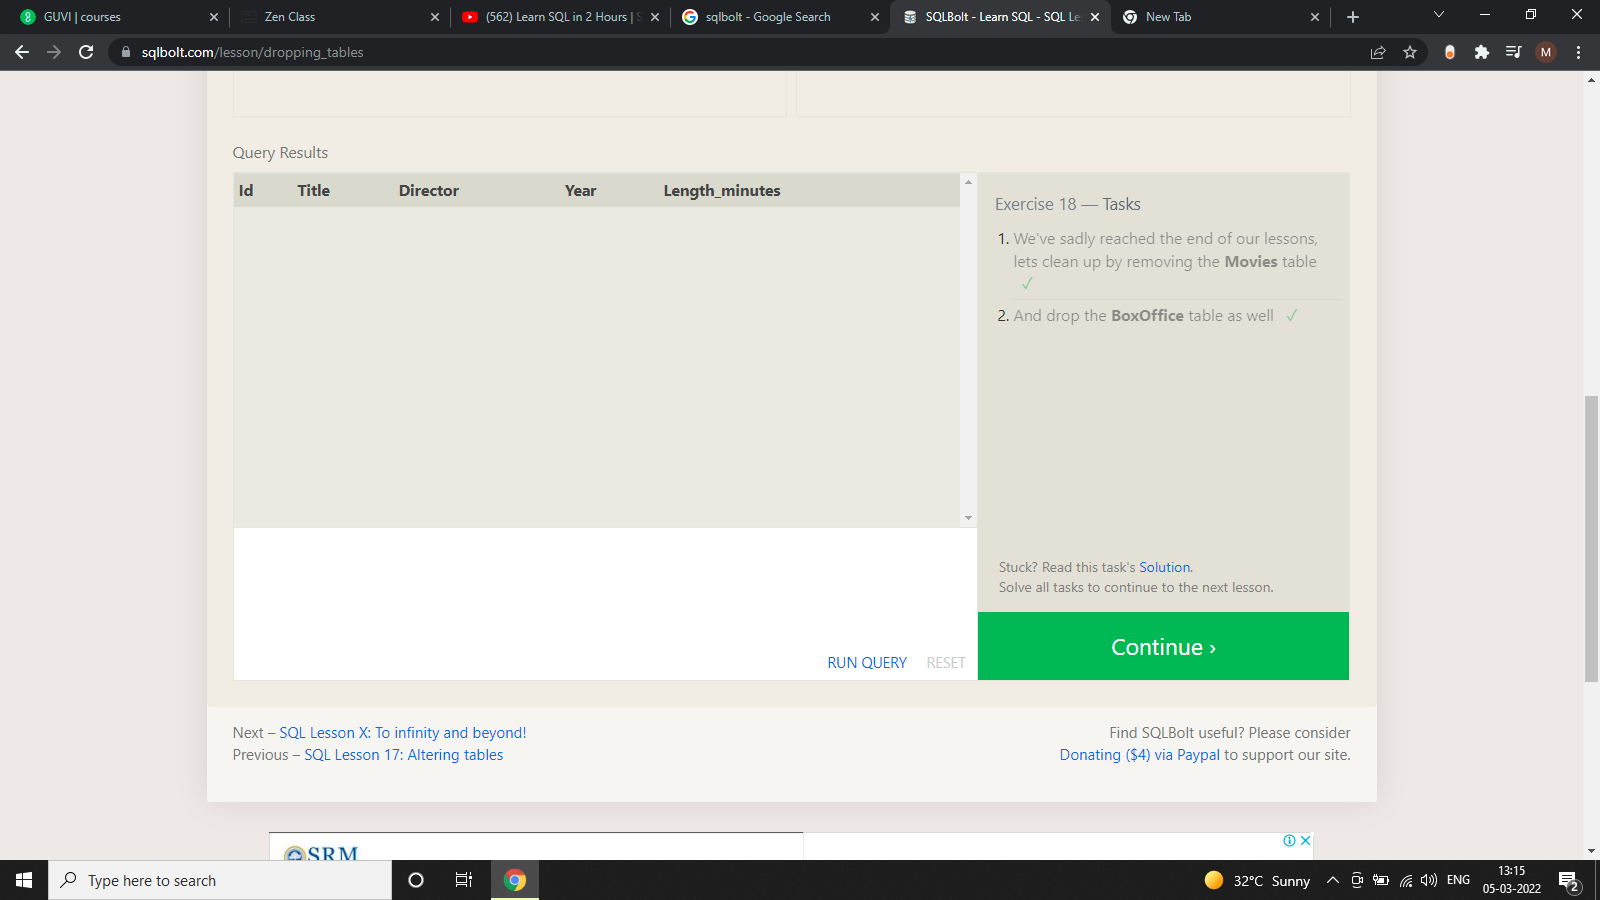 GUVI | courses
Zen Class
(562) Learn SQL in 2 Hours |
sqlbolt - Google Search
SQLBolt - Learn SQL - SQL Le
New Tab
sqlbolt.com/lesson/dropping_tables
M
Query Results
Id Title Director Year Length_minutes
Exercise 18 — Tasks
1. We've sadly reached the end of our lessons,
lets clean up by removing the Movies table
✓
2. And drop the BoxOffice table as well ✓
Stuck? Read this task's Solution.
Solve all tasks to continue to the next lesson.
RUN QUERY RESET
Continue ›
Next – SQL Lesson X: To infinity and beyond!
Previous – SQL Lesson 17: Altering tables
Find SQLBolt useful? Please consider
Donating ($4) via Paypal to support our site.
SRM
Type here to search
32°C Sunny
ENG
13:15
05-03-2022
2